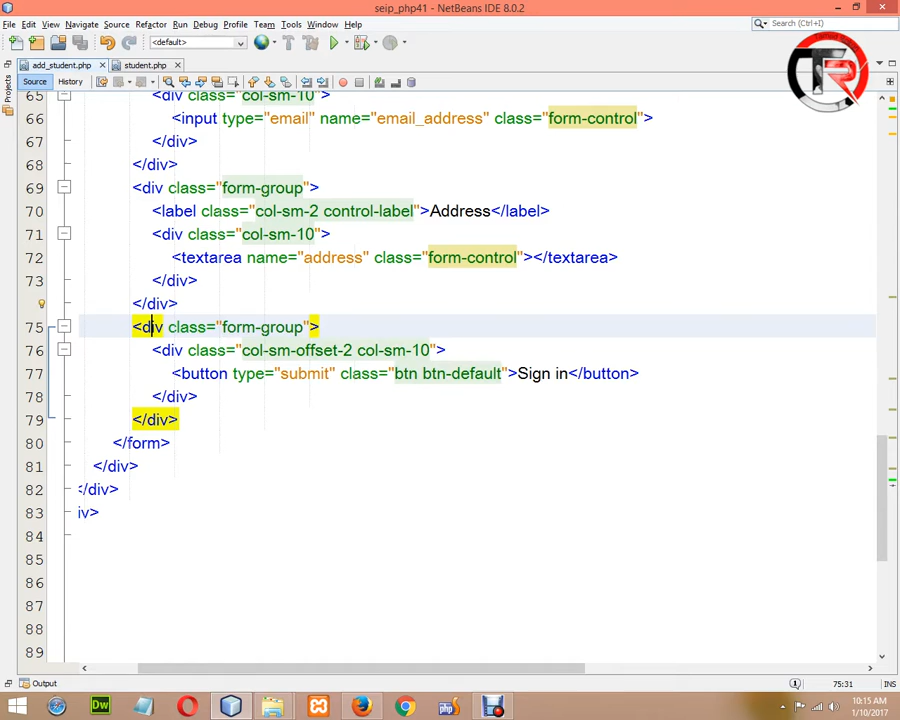 seip_php41 - NetBeans IDE 8.0.2
File Edit View Navigate Source Refactor Run Debug Profile Team Tools Window Help
Search (Ctrl+I)
<default>
add_student.php student.php
Source History
Projects
65 <div class="col-sm-10">
66 <input type="email" name="email_address" class="form-control">
67 </div>
68 </div>
69 <div class="form-group">
70 <label class="col-sm-2 control-label">Address</label>
71 <div class="col-sm-10">
72 <textarea name="address" class="form-control"></textarea>
73 </div>
</div>
75 <div class="form-group">
76 <div class="col-sm-offset-2 col-sm-10">
77 <button type="submit" class="btn btn-default">Sign in</button>
78 </div>
79 </div>
80 </form>
81 </div>
82 </div>
83 iv>
84
85
86
87
88
89
Output
75:31 INS
10:15 AM
1/10/2017